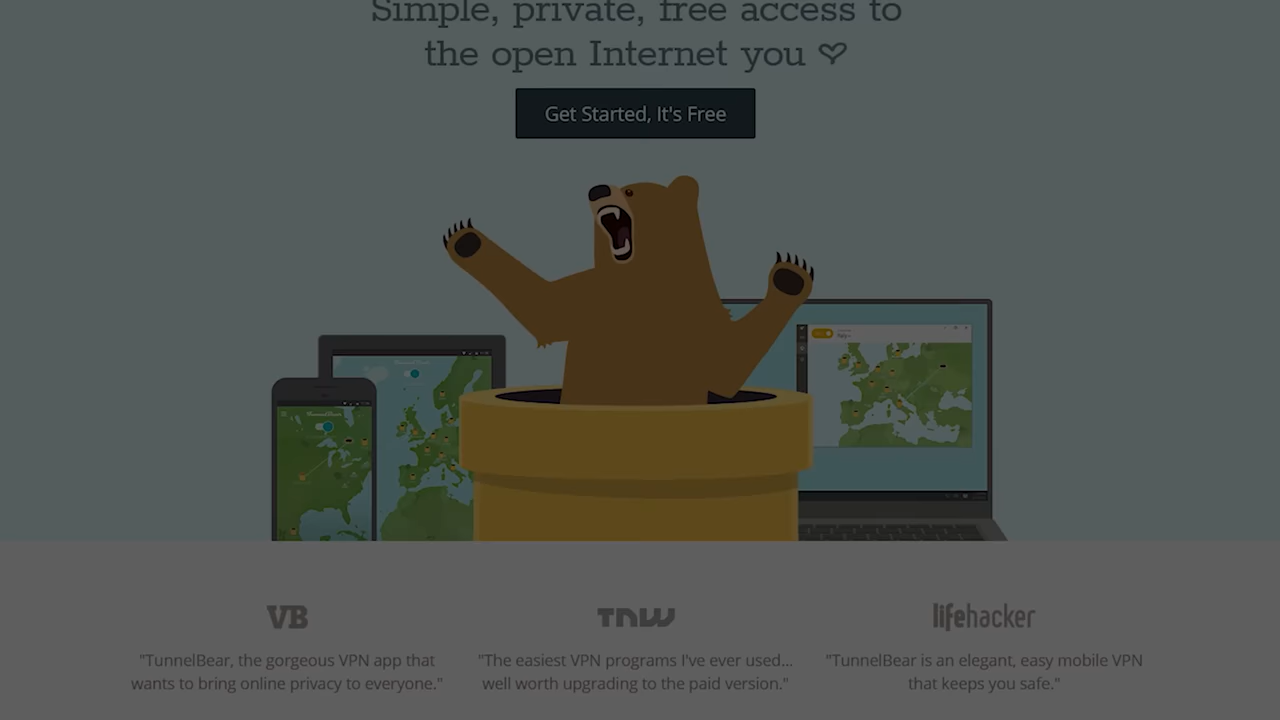 Simple, private, free access to
the open Internet you ♡
Get Started, It's Free
VB
TNW
lifehacker
"TunnelBear, the gorgeous VPN app that
wants to bring online privacy to everyone."
"The easiest VPN programs I've ever used...
well worth upgrading to the paid version."
"TunnelBear is an elegant, easy mobile VPN
that keeps you safe."